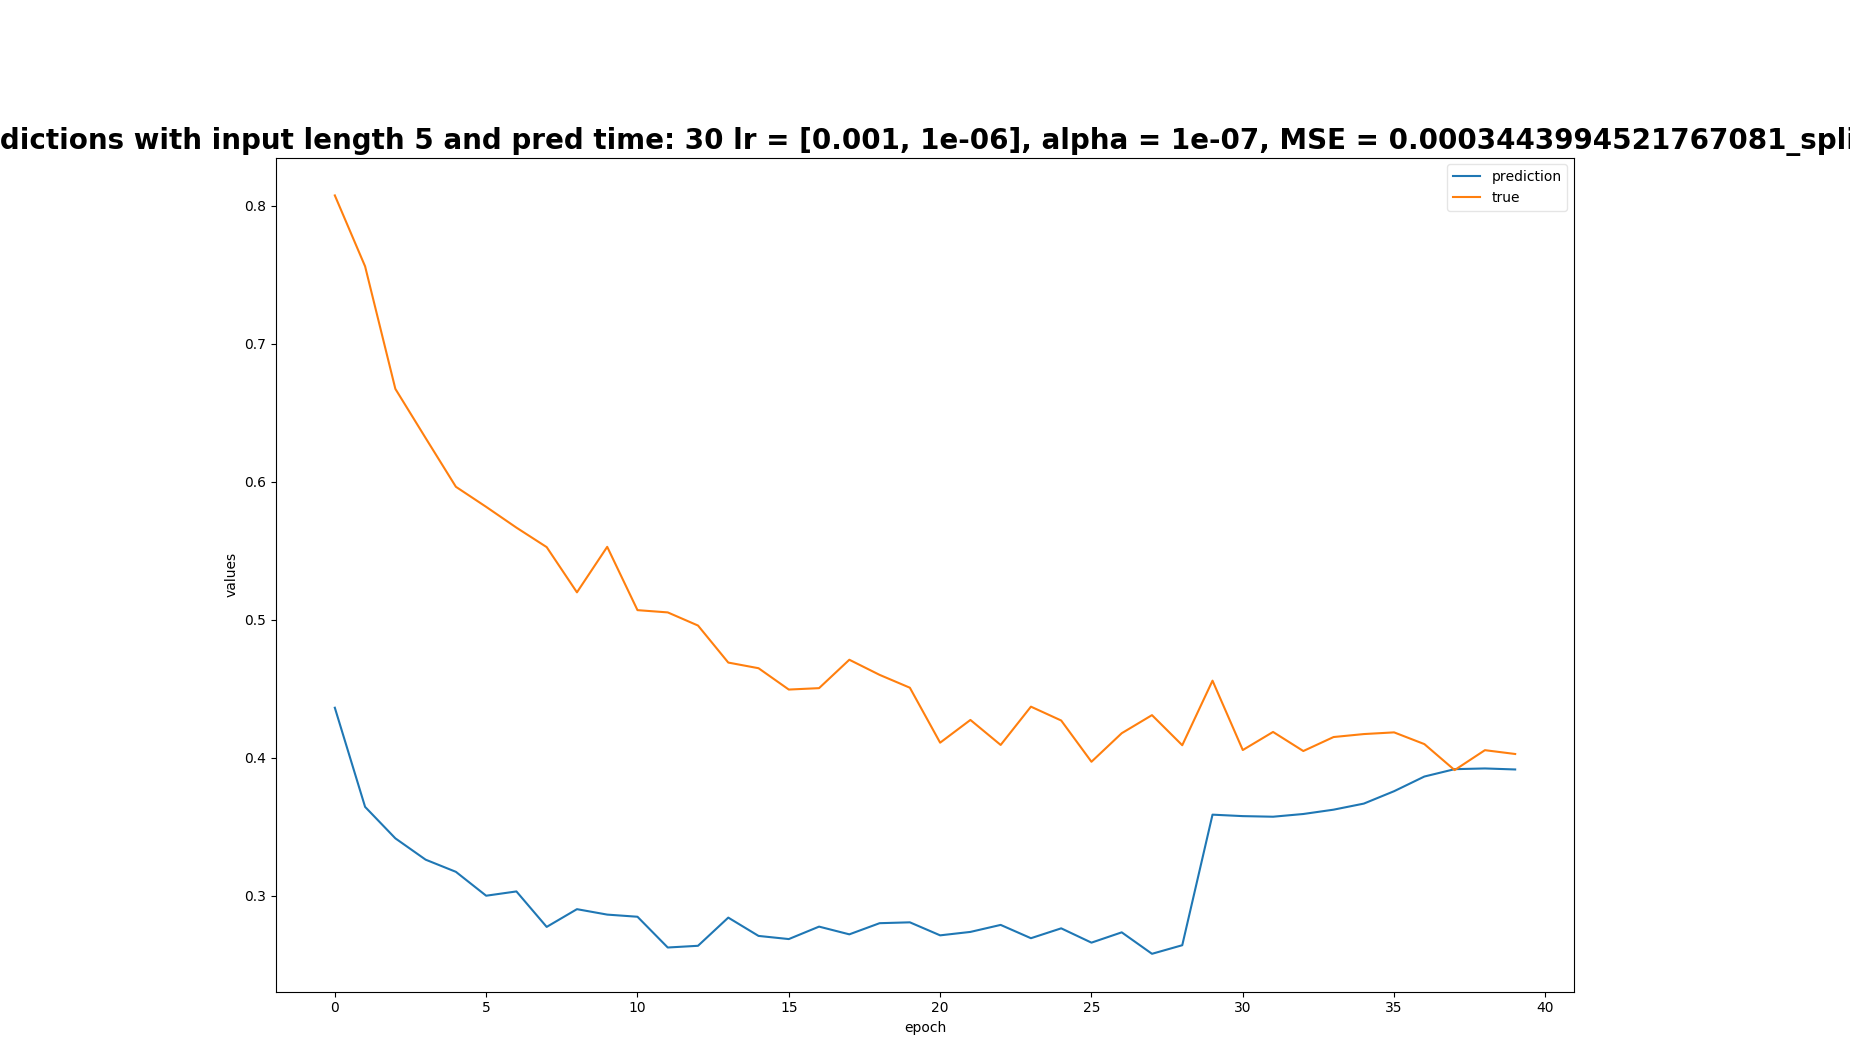 dictions with input length 5 and pred time: 30 lr = [0.001, 1e-06], alpha = 1e-07, MSE = 0.0003443994521767081_spli
prediction
true
0.8
0.7
0.6
0.5
0.4
0.3
values
0 5 10 15 20 25 30 35 40
epoch